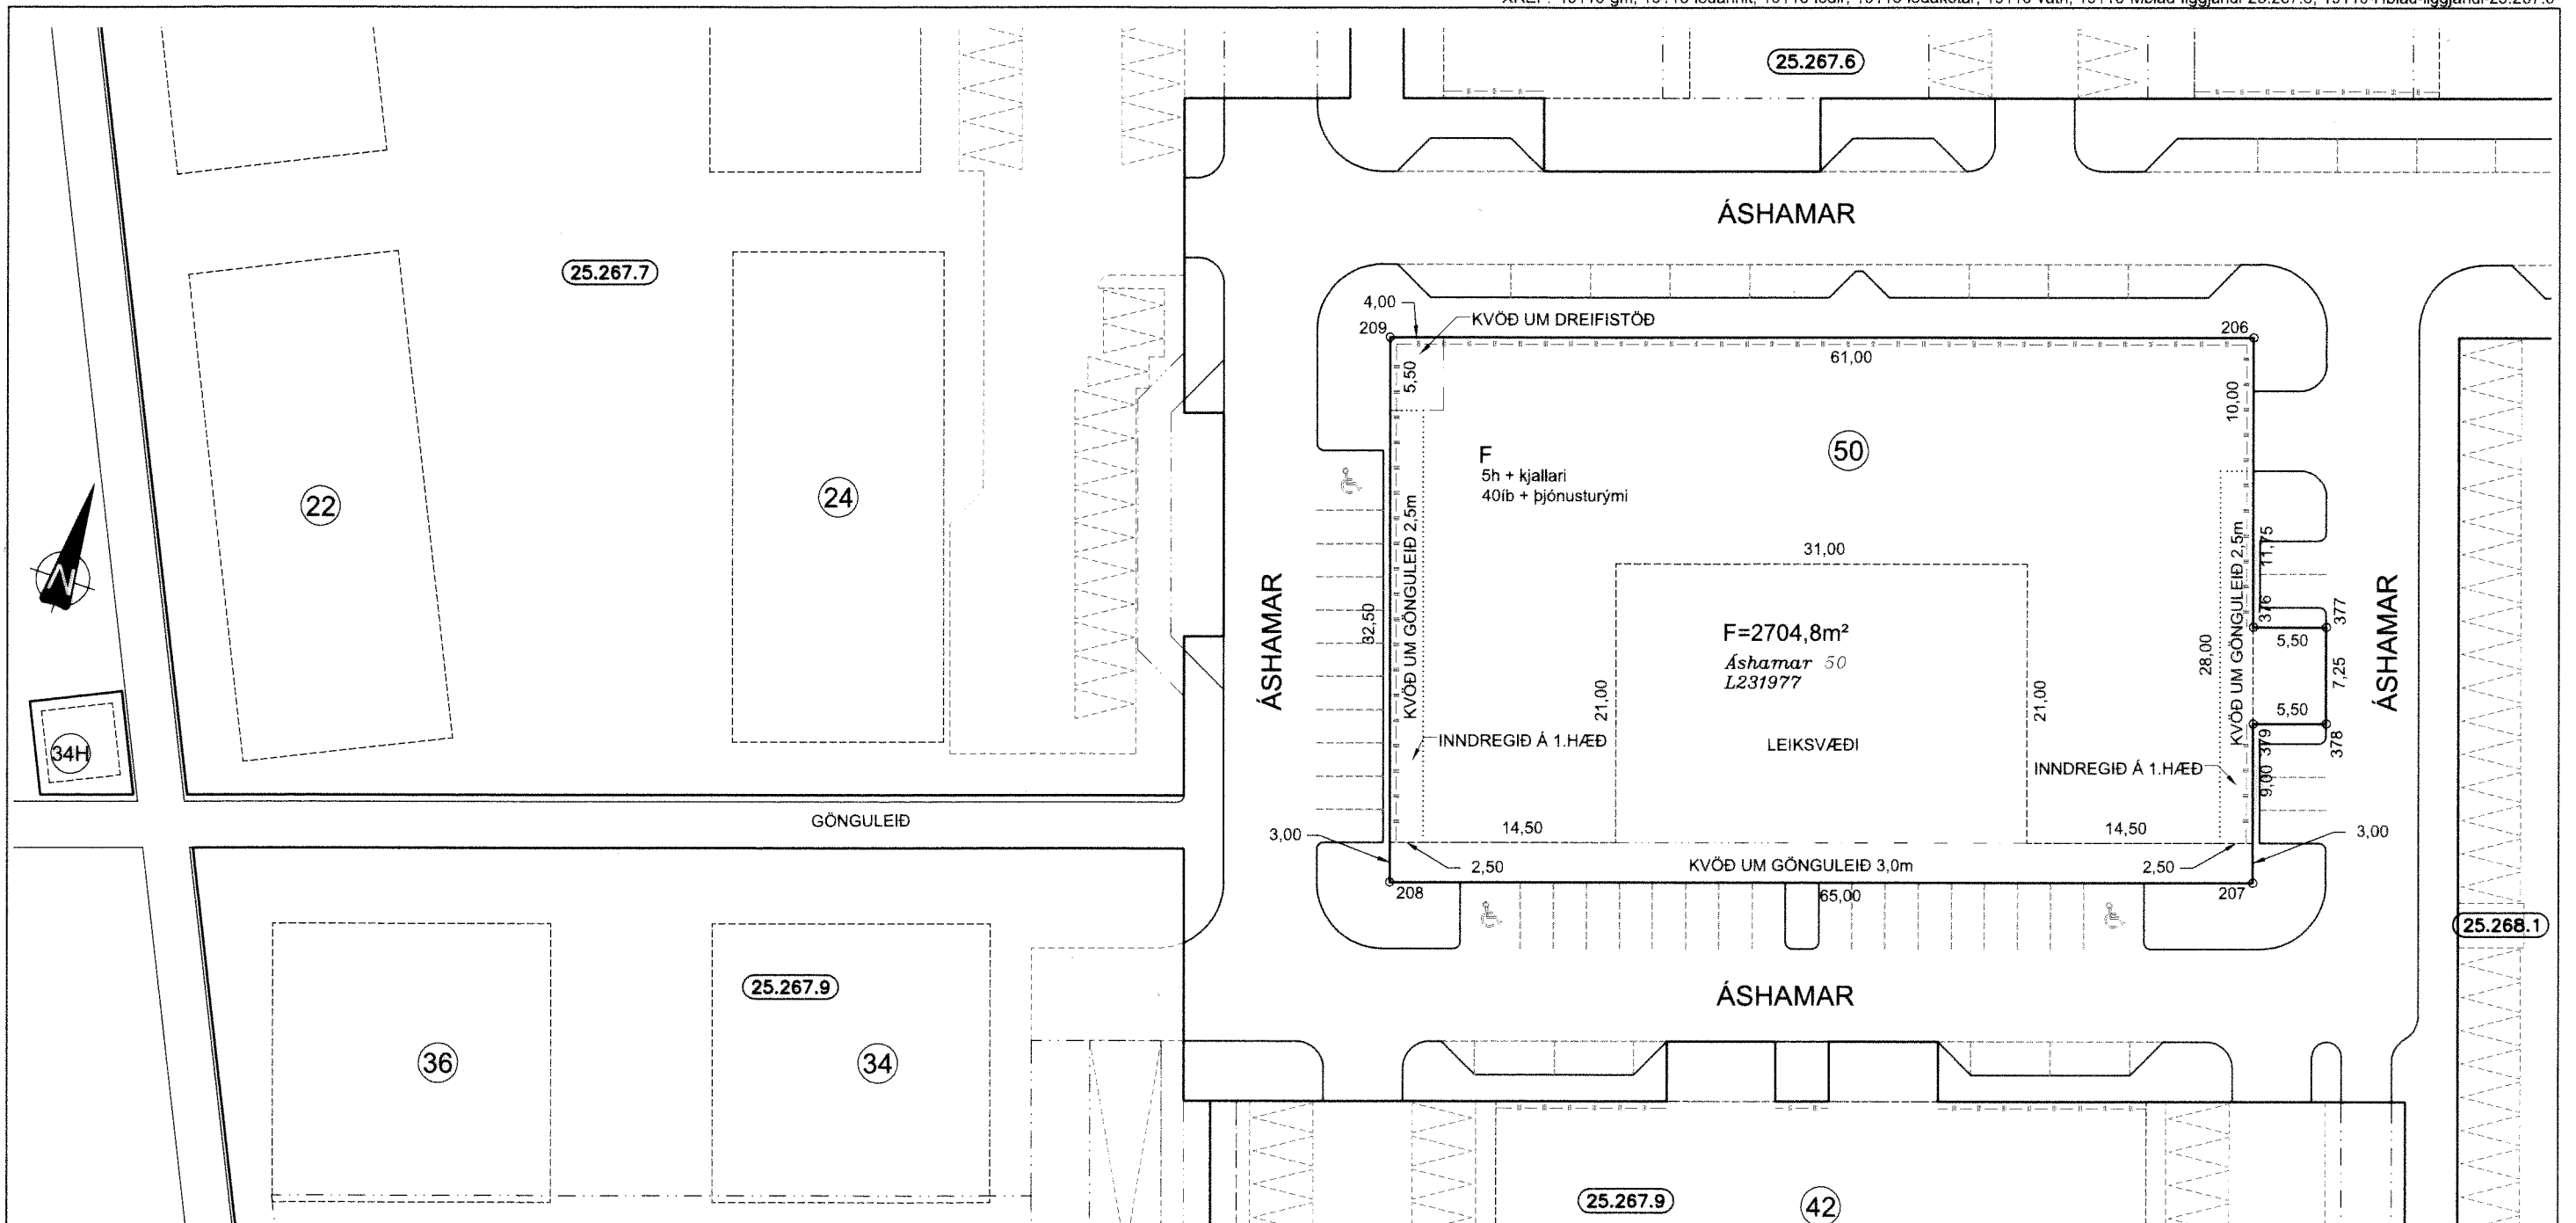 25.267.6
ÁSHAMAR
25.267.7
4,00
KVÖÐ UM DREIFISTÖÐ
209
206
61,00
5,50
10,00
50
F
5h + kjallari
40íb + þjónusturými
22
24
KVÖÐ UM GÖNGULEIÐ 2,5m
KVÖÐ UM GÖNGULEIÐ 2,5m
11,75
31,00
N
ÁSHAMAR
ÁSHAMAR
32,50
376
377
5,50
F=2704,8m²
Áshamar 50
L231977
28,00
7,25
21,00
21,00
5,50
34H
INNDREGIÐ Á 1.HÆÐ
LEIKSVÆÐI
379
378
INNDREGIÐ Á 1.HÆÐ
9,00
GÖNGULEIÐ
3,00
14,50
14,50
3,00
2,50
KVÖÐ UM GÖNGULEIÐ 3,0m
2,50
208
65,00
207
25.268.1
25.267.9
ÁSHAMAR
36
34
25.267.9
42